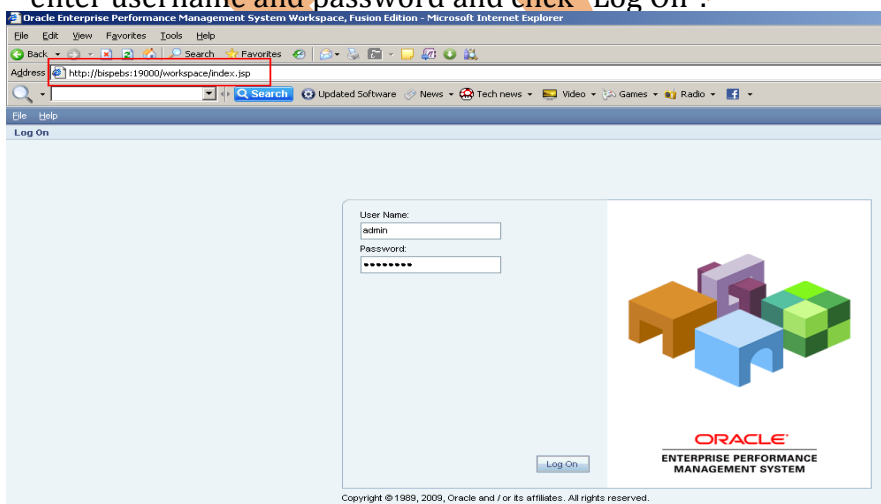 enter username and password and click "Log On".
Oracle Enterprise Performance Management System Workspace, Fusion Edition - Microsoft Internet Explorer
File Edit View Favorites Tools Help
Back Search Favorites
Address http://bispebs:19000/workspace/index.jsp
Search Updated Software News Tech news Video Games Radio
File Help
Log On
User Name:
admin
Password:
••••••••
Log On
ORACLE
ENTERPRISE PERFORMANCE
MANAGEMENT SYSTEM
Copyright © 1989, 2009, Oracle and / or its affiliates. All rights reserved.